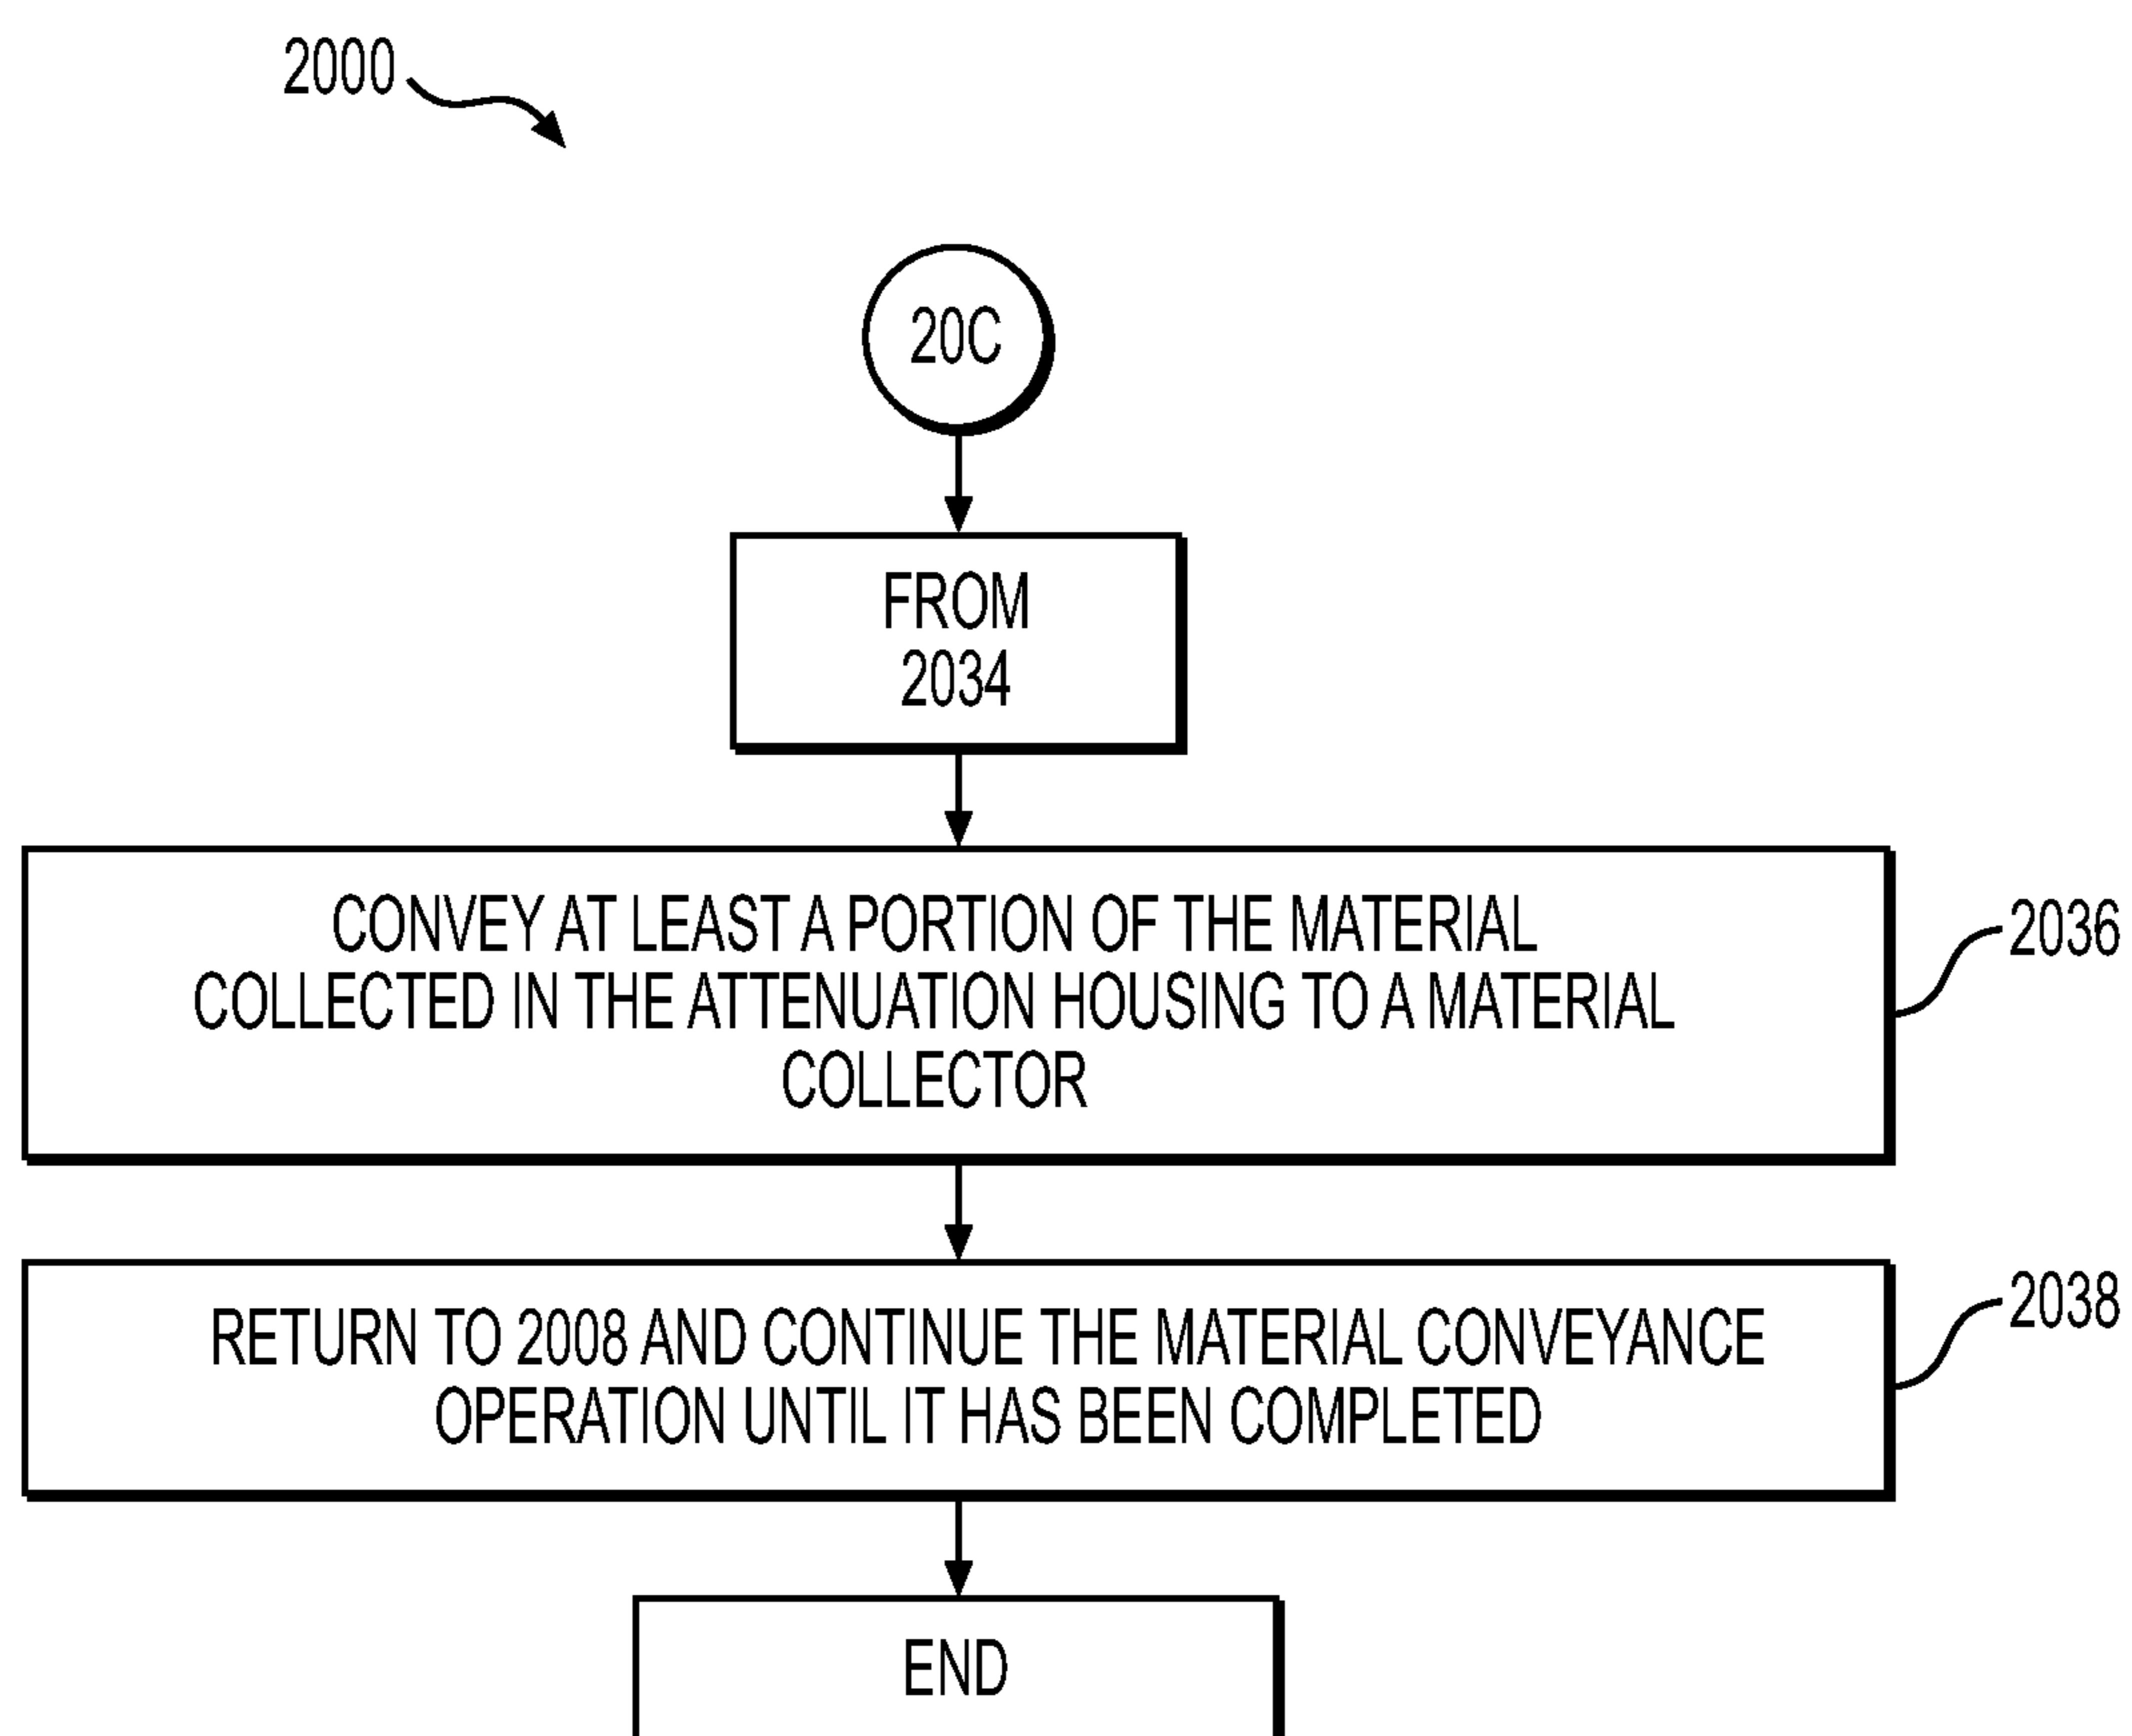 2000
20C
FROM
2034
CONVEY AT LEAST A PORTION OF THE MATERIAL
COLLECTED IN THE ATTENUATION HOUSING TO A MATERIAL
COLLECTOR
2036
RETURN TO 2008 AND CONTINUE THE MATERIAL CONVEYANCE
OPERATION UNTIL IT HAS BEEN COMPLETED
2038
END